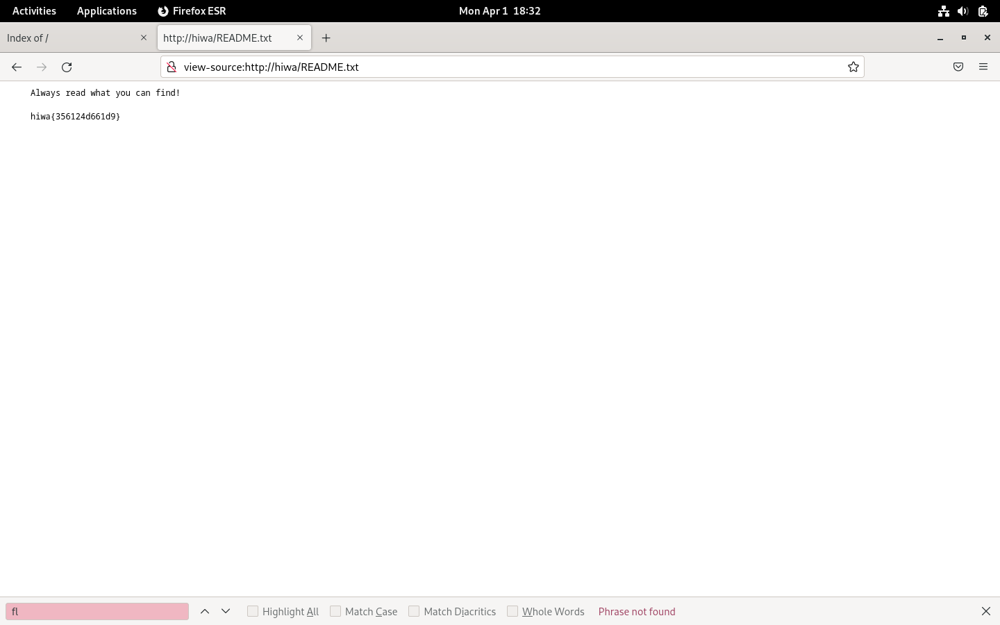 Activities Applications Firefox ESR Mon Apr 1 18:32
Index of / http://hiwa/README.txt
view-source:http://hiwa/README.txt
Always read what you can find!
hiwa{356124d661d9}
fl Highlight All Match Case Match Diacritics Whole Words Phrase not found